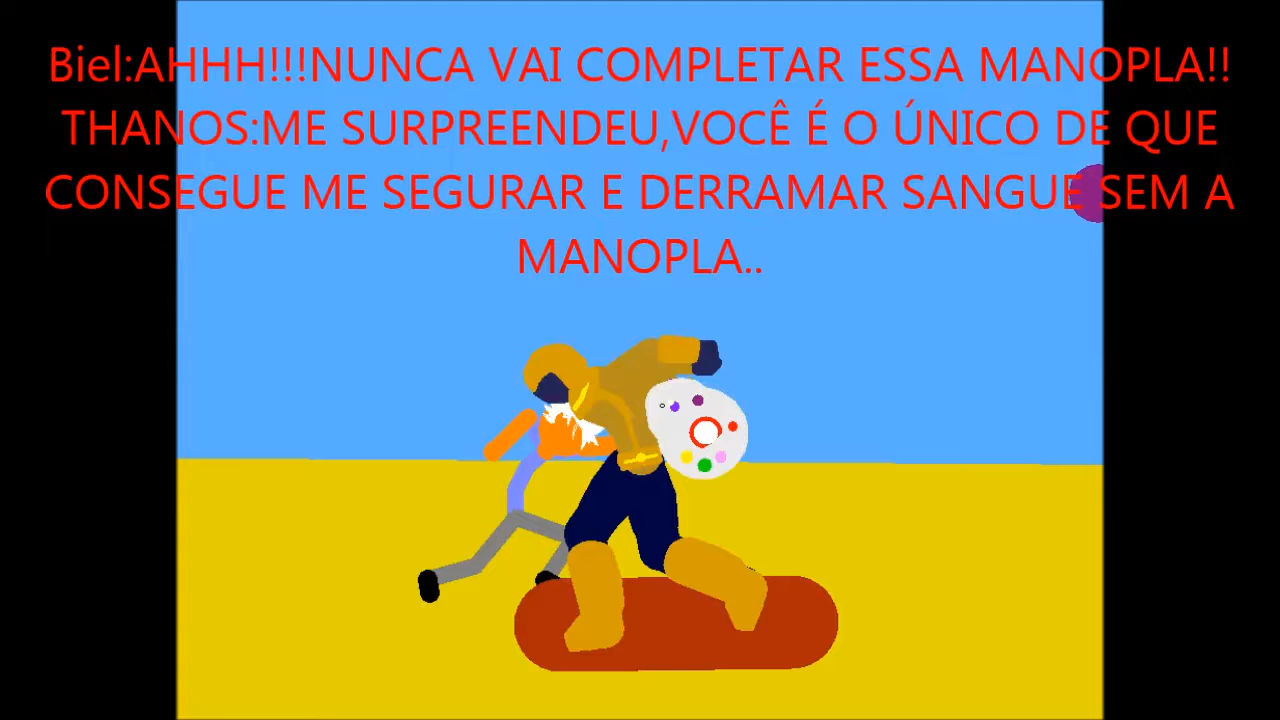 Biel:AHHH!!!NUNCA VAI COMPLETAR ESSA MANOPLA!!
THANOS:ME SURPREENDEU,VOCÊ É O ÚNICO DE QUE
CONSEGUE ME SEGURAR E DERRAMAR SANGUE SEM A
MANOPLA..